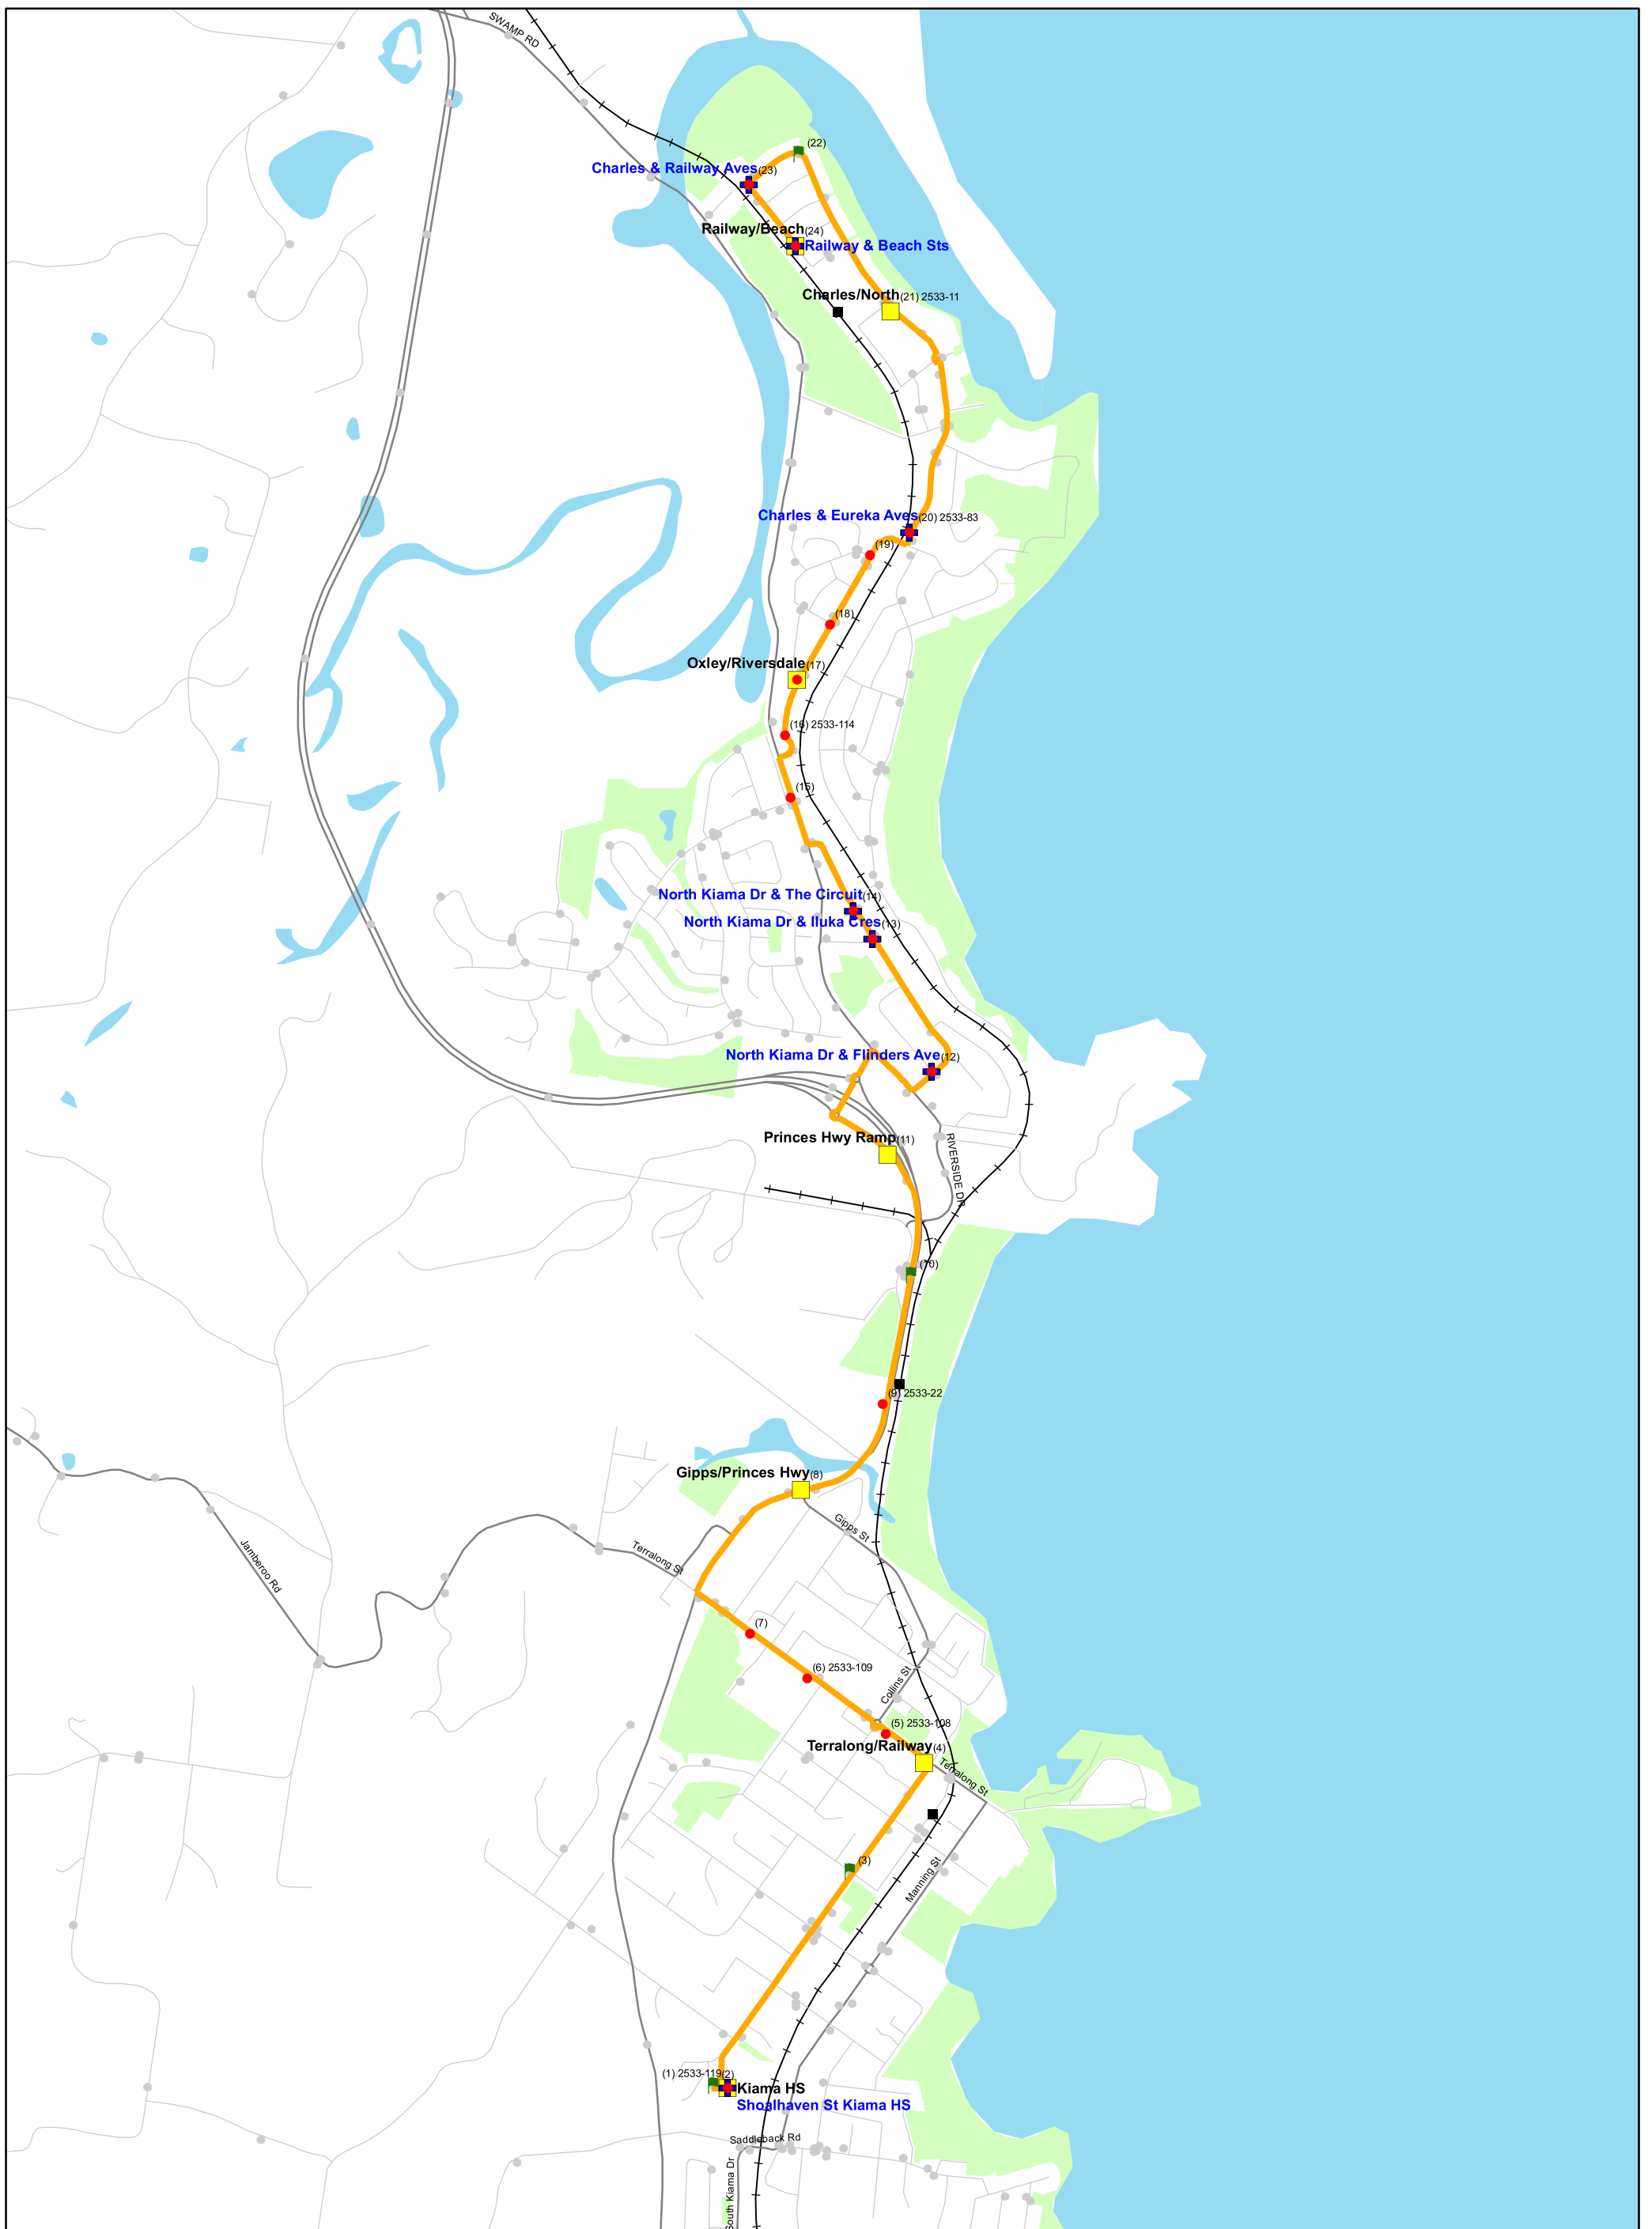 SWAMP RD
(22)
Charles & Railway Aves(23)
Railway/Beach(24)
Railway & Beach Sts
Charles/North(21) 2533-11
Charles & Eureka Aves(20) 2533-83
(19)
(18)
Oxley/Riversdale(17)
(16) 2533-114
(15)
North Kiama Dr & The Circuit(14)
North Kiama Dr & Iluka Cres(13)
North Kiama Dr & Flinders Ave(12)
Princes Hwy Ramp(11)
RIVERSIDE DR
(10)
(9) 2533-22
Gipps/Princes Hwy(8)
Gipps St
Terralong St
Jamberoo Rd
(7)
(6) 2533-109
Collins St
(5) 2533-108
Terralong/Railway(4)
Terralong St
(3)
Manning St
(1) 2533-119(2)
Kiama HS
Shoalhaven St Kiama HS
Saddleback Rd
South Kiama Dr